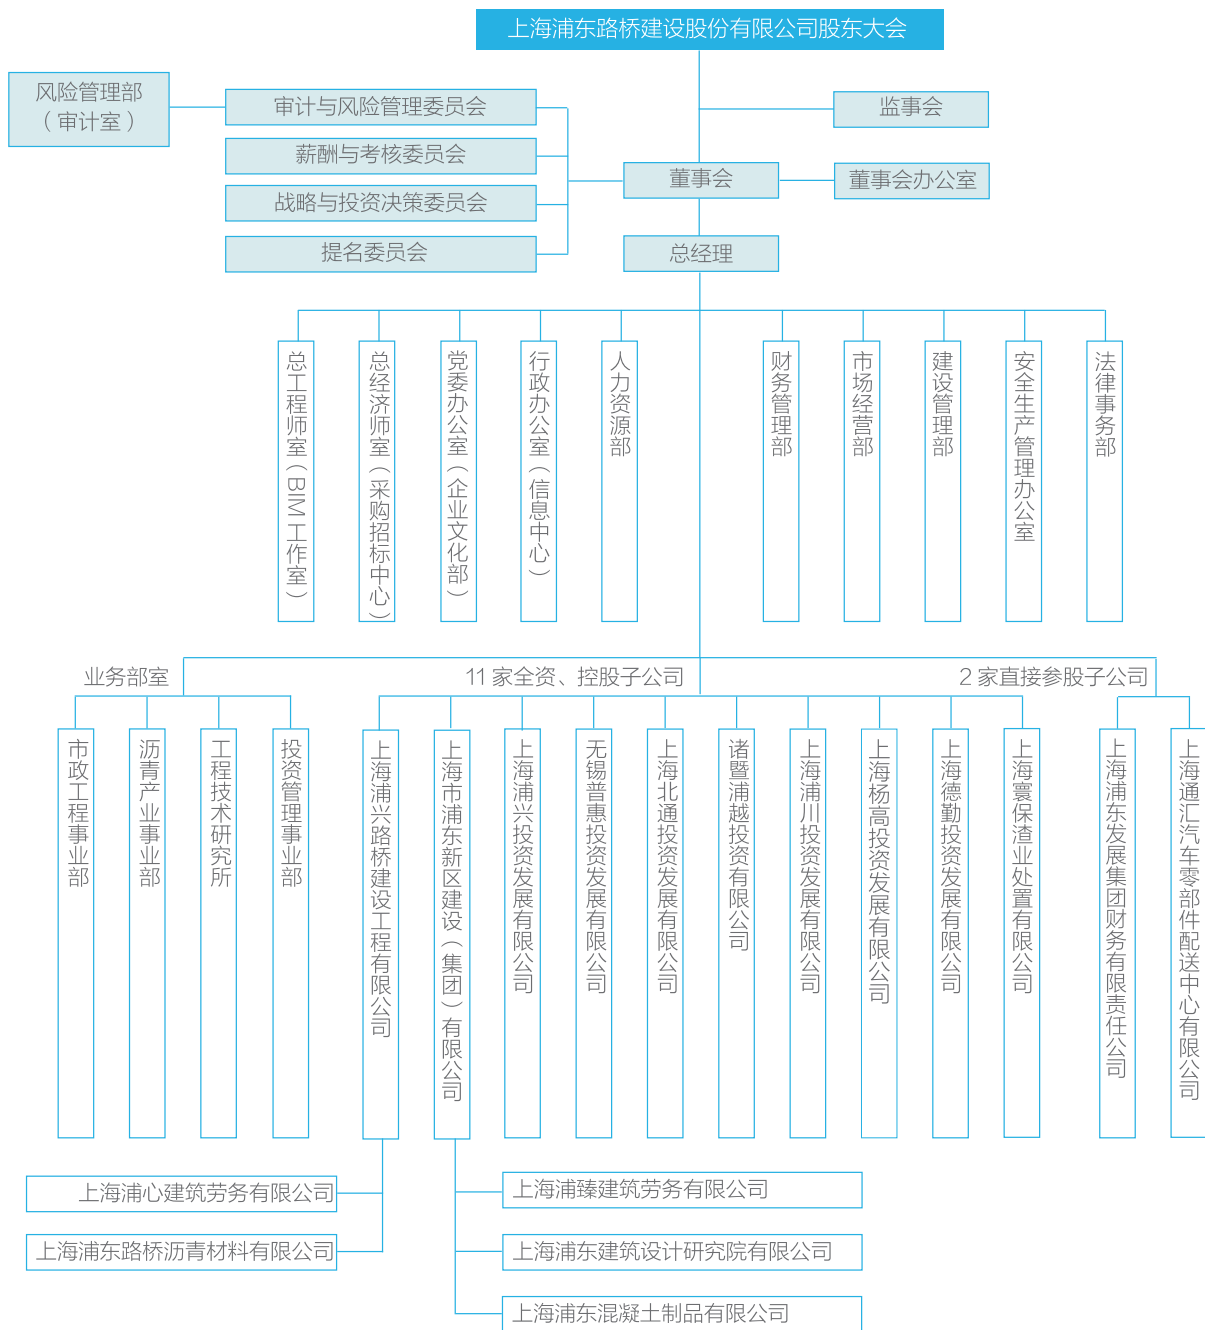 上海浦东路桥建设股份有限公司股东大会
风险管理部
（审计室）
审计与风险管理委员会
监事会
薪酬与考核委员会
董事会
董事会办公室
战略与投资决策委员会
提名委员会
总经理
总工程师室（BIM工作室）
总经济师室（采购招标中心）
党委办公室（企业文化部）
行政办公室（信息中心）
人力资源部
财务管理部
市场经营部
建设管理部
安全生产管理办公室
法律事务部
业务部室
11 家全资、控股子公司
2 家直接参股子公司
市政工程事业部
沥青产业事业部
工程技术研究所
投资管理事业部
上海浦兴路桥建设工程有限公司
上海市浦东新区建设（集团）有限公司
上海浦兴投资发展有限公司
无锡普惠投资发展有限公司
上海北通投资发展有限公司
诸暨浦越投资有限公司
上海浦川投资发展有限公司
上海杨高投资发展有限公司
上海德勤投资发展有限公司
上海寰保渣业处置有限公司
上海浦东发展集团财务有限责任公司
上海通汇汽车零部件配送中心有限公司
上海浦心建筑劳务有限公司
上海浦臻建筑劳务有限公司
上海浦东路桥沥青材料有限公司
上海浦东建筑设计研究院有限公司
上海浦东混凝土制品有限公司